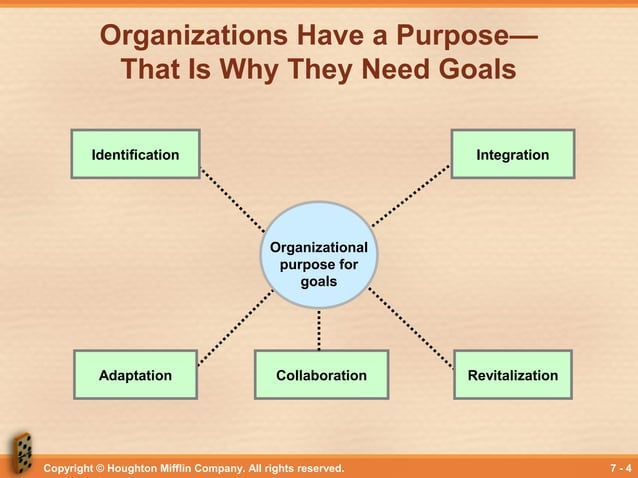 Organizations Have a Purpose—
That Is Why They Need Goals
Identification
Integration
Organizational
purpose for
goals
Adaptation
Collaboration
Revitalization
Copyright © Houghton Mifflin Company. All rights reserved.
7 - 4